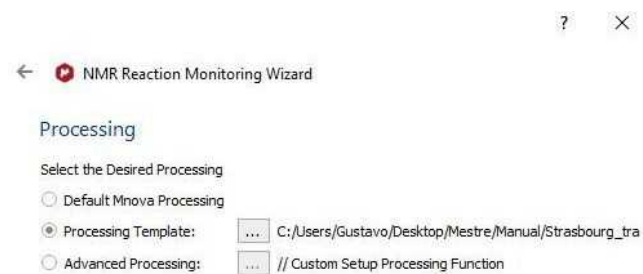 ?
NMR Reaction Monitoring Wizard
Processing
Select the Desired Processing
Default Mnova Processing
Processing Template: ... C:/Users/Gustavo/Desktop/Mestre/Manual/Strasbourg_tra
Advanced Processing: ... // Custom Setup Processing Function